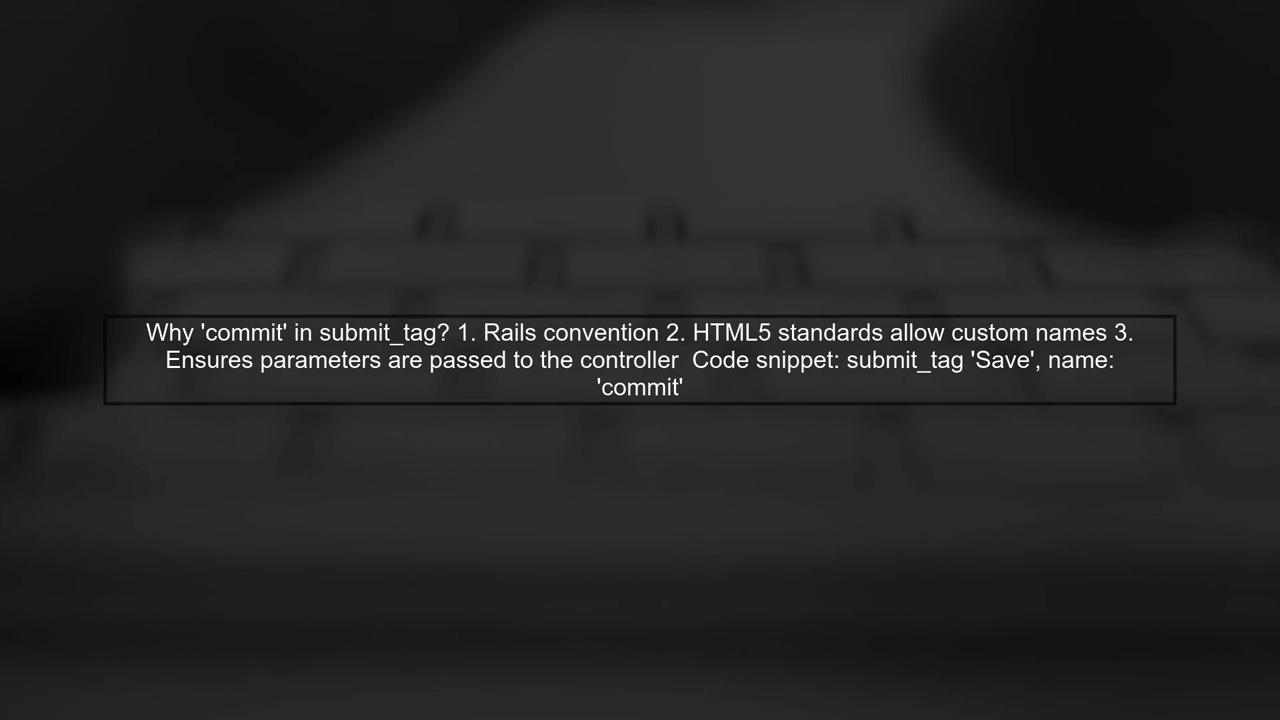 Why 'commit' in submit_tag? 1. Rails convention 2. HTML5 standards allow custom names 3.
Ensures parameters are passed to the controller  Code snippet: submit_tag 'Save', name:
'commit'